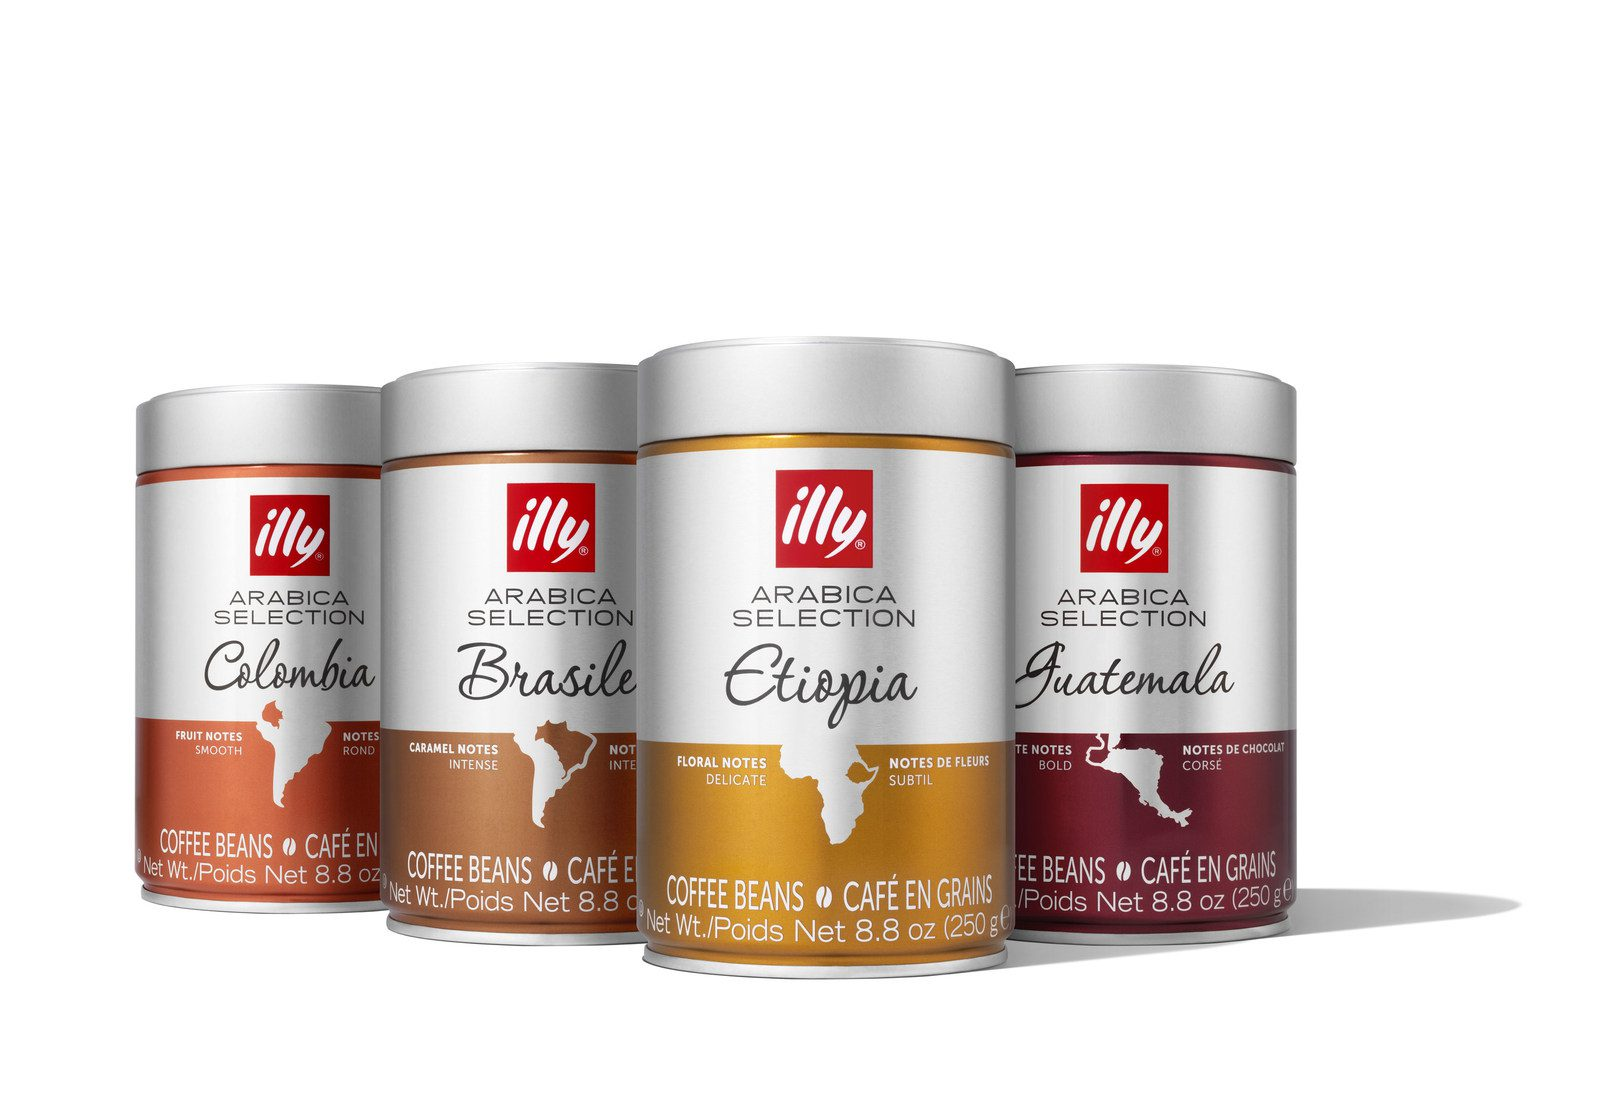 illy®
ARABICA
SELECTION
Colombia
FRUIT NOTES
SMOOTH
NOTES
ROND
COFFEE BEANS CAFÉ EN
Net Wt./Poids Net 8.8 oz
illy®
ARABICA
SELECTION
Brasile
CARAMEL NOTES
INTENSE
COFFEE BEANS
Net Wt./Poids Net 8.8
illy®
ARABICA
SELECTION
Etiopia
FLORAL NOTES
DELICATE
NOTES DE FLEURS
SUBTIL
COFFEE BEANS CAFÉ EN GRAINS
Net Wt./Poids Net 8.8 oz (250 g
illy®
ARABICA
SELECTION
Guatemala
NOTES
BOLD
NOTES DE CHOCOLAT
CORSÉ
BEANS CAFÉ EN GRAINS
/Poids Net 8.8 oz (250 g